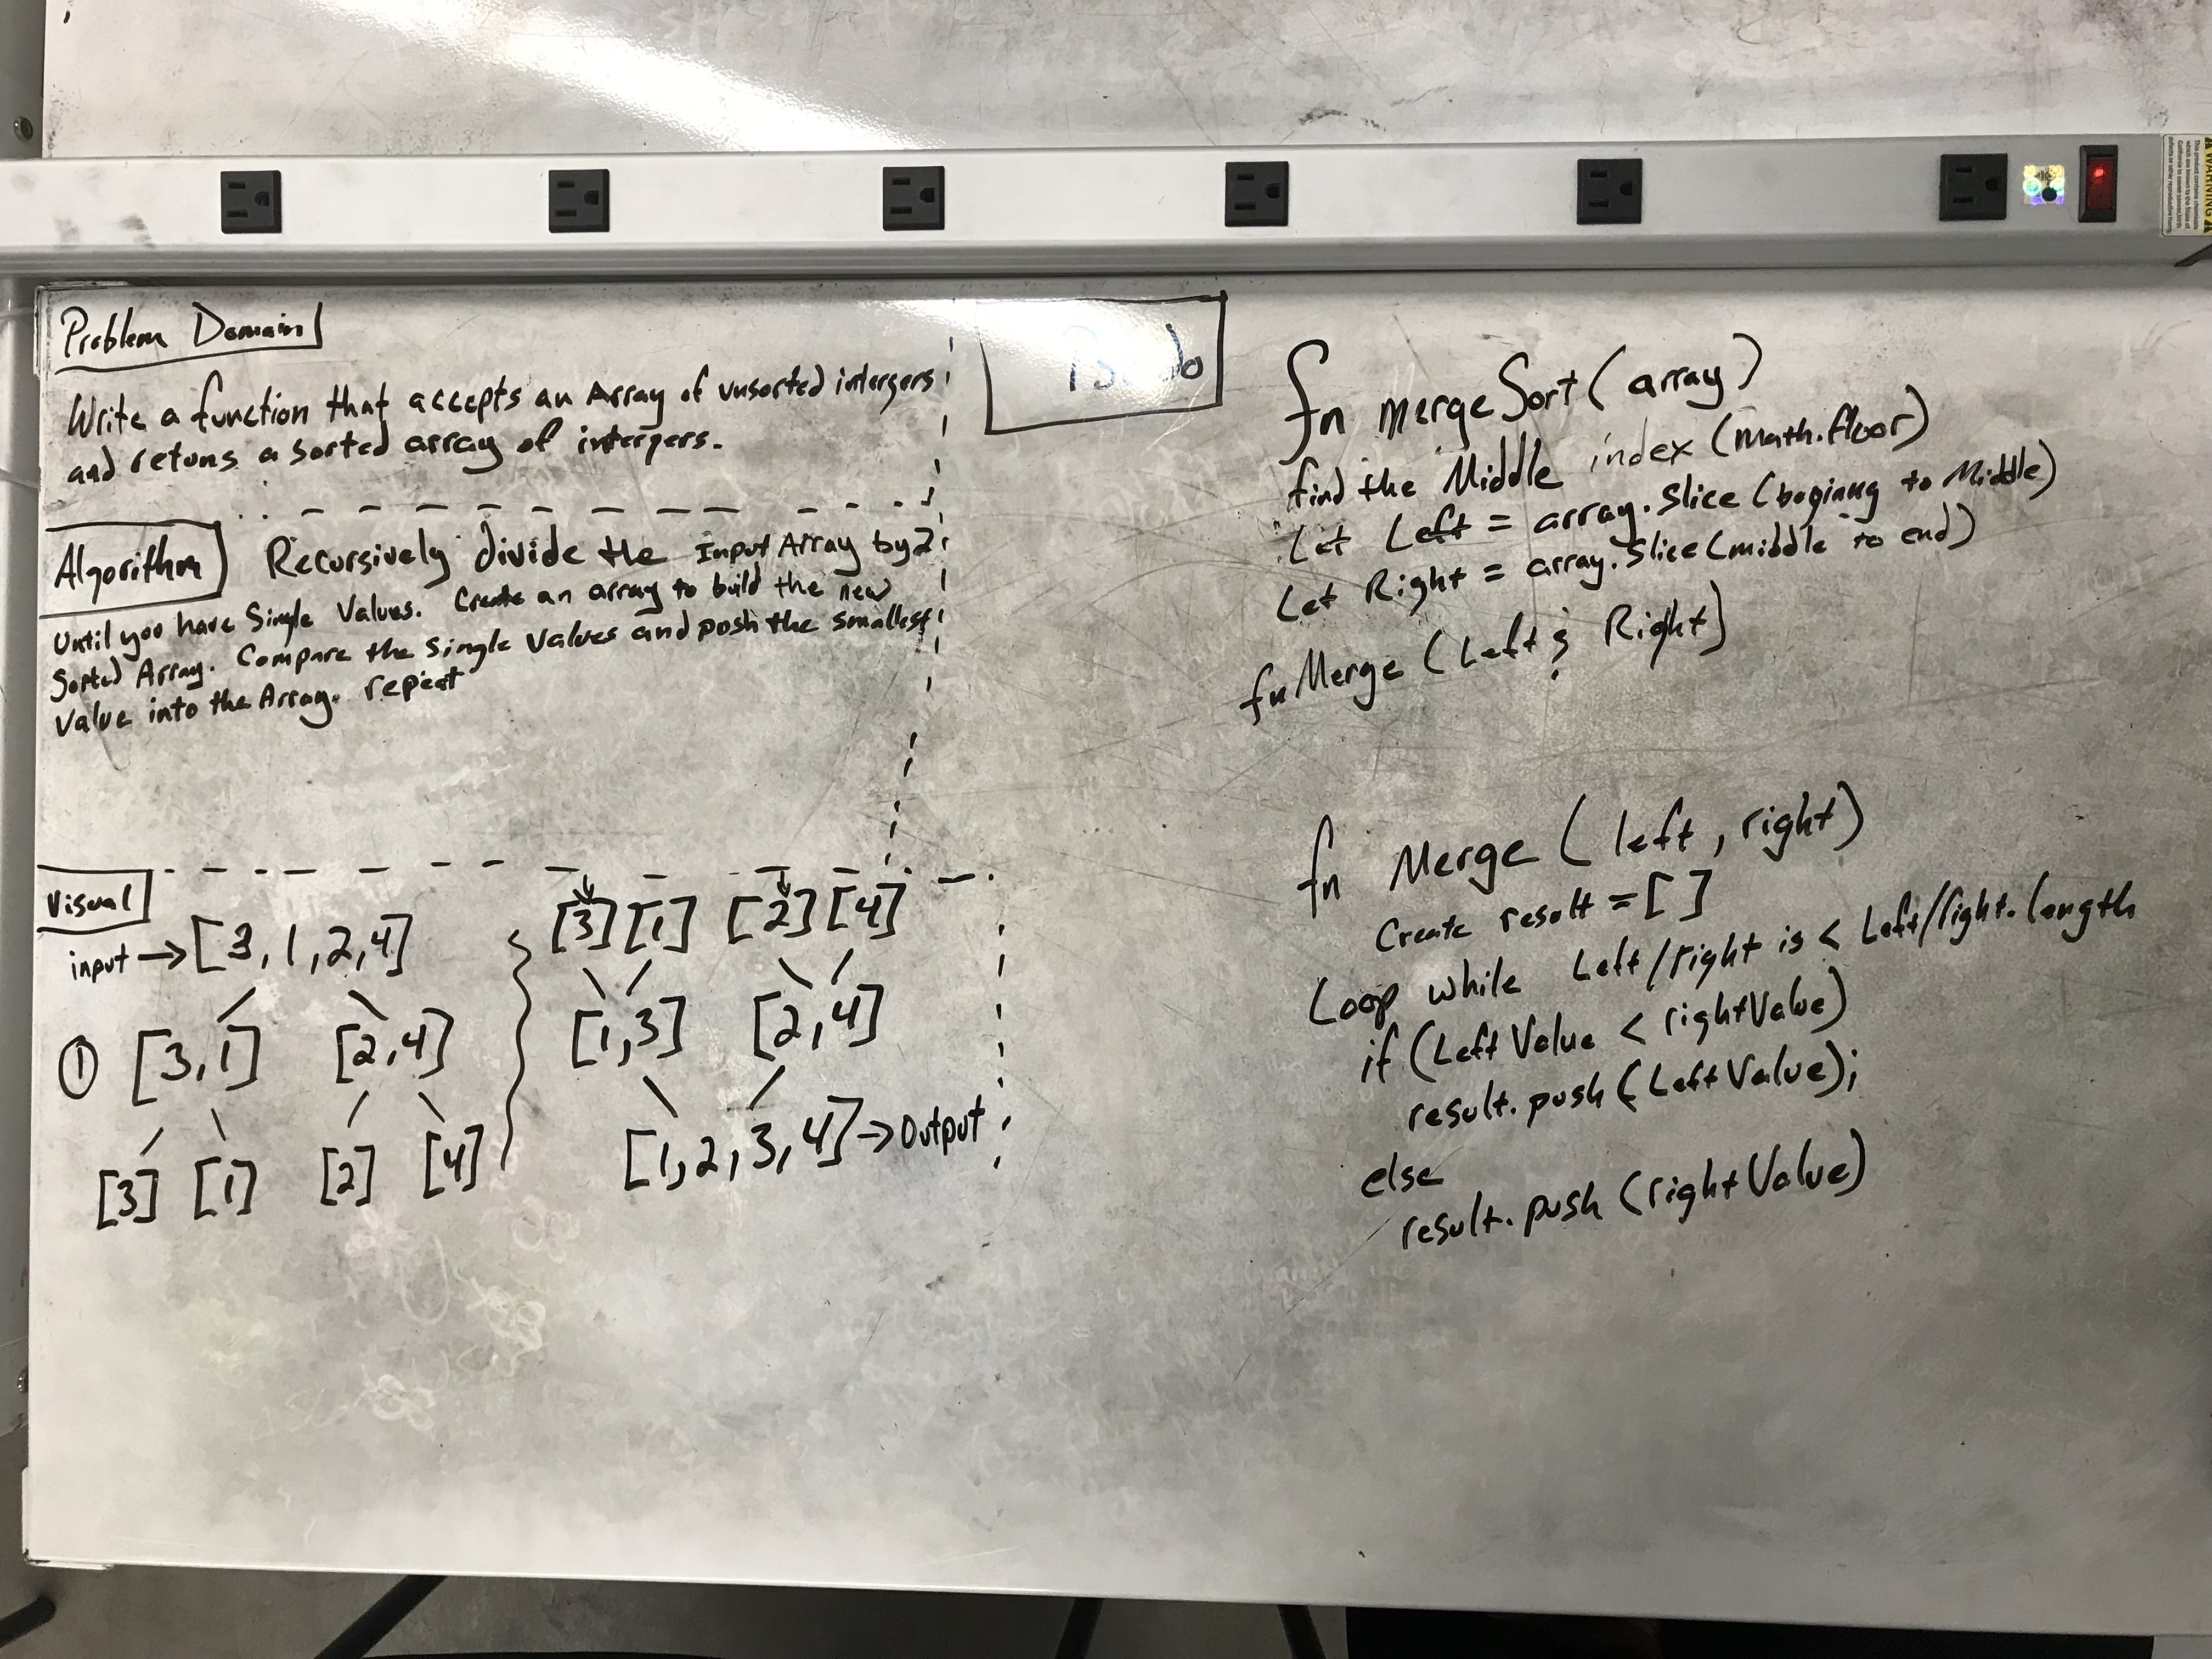 Problem Domain
Write a function that accepts an Array of unsorted intergers
and retuns a sorted array of intergers.
Algorithm Recursively divide the Input Array by 2
Until you have Single Values. Create an array to build the new
Sorted Array. Compare the Single Values and push the smallest
Value into the Array. repeat
Visual
input → [3, 1, 2, 4]
① [3, 1] [2, 4]
[3] [1] [2] [4]
[3] [1] [2] [4]
[1, 3] [2, 4]
[1, 2, 3, 4] → Output
fn mergeSort (array)
find the Middle index (math.floor)
Let Left = array.slice (begining to Middle)
Let Right = array.slice (middle to end)
fn Merge (Left & Right)
fn Merge (left, right)
Create result = []
Loop while Left/right is < Left/right.length
if (Left Value < rightValue)
result.push (Left Value);
else
result.push (right Value)
WARNING